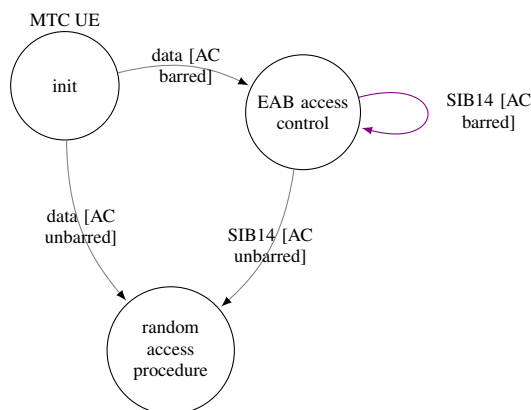 MTC UE
init
data [AC
barred]
EAB access
control
SIB14 [AC
barred]
data [AC
unbarred]
SIB14 [AC
unbarred]
random
access
procedure